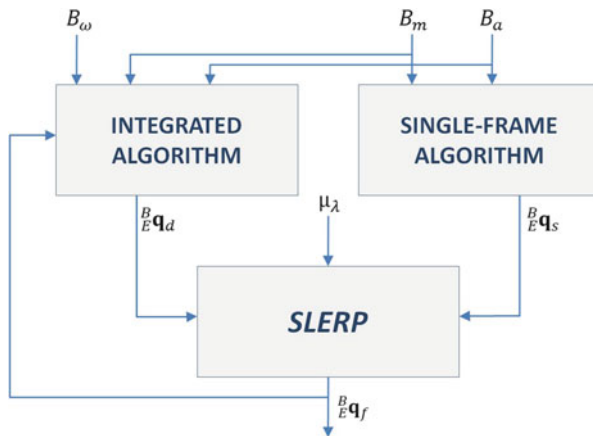 B_ω B_m B_a
INTEGRATED
ALGORITHM
SINGLE-FRAME
ALGORITHM
^B_E q_d
μ_λ
^B_E q_s
SLERP
^B_E q_f